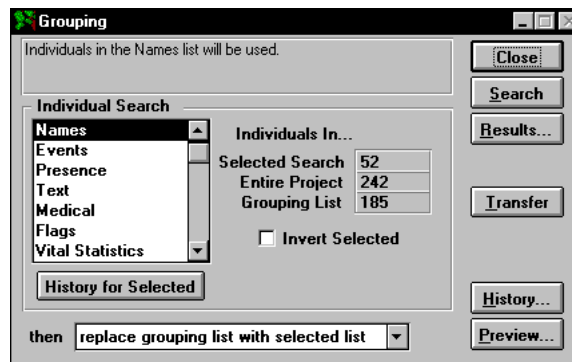 Grouping
Individuals in the Names list will be used.
Close
Search
Results...
Individual Search
Names
Events
Presence
Text
Medical
Flags
Vital Statistics
Individuals In...
Selected Search 52
Entire Project 242
Grouping List 185
Invert Selected
Transfer
History for Selected
History...
then replace grouping list with selected list
Preview...